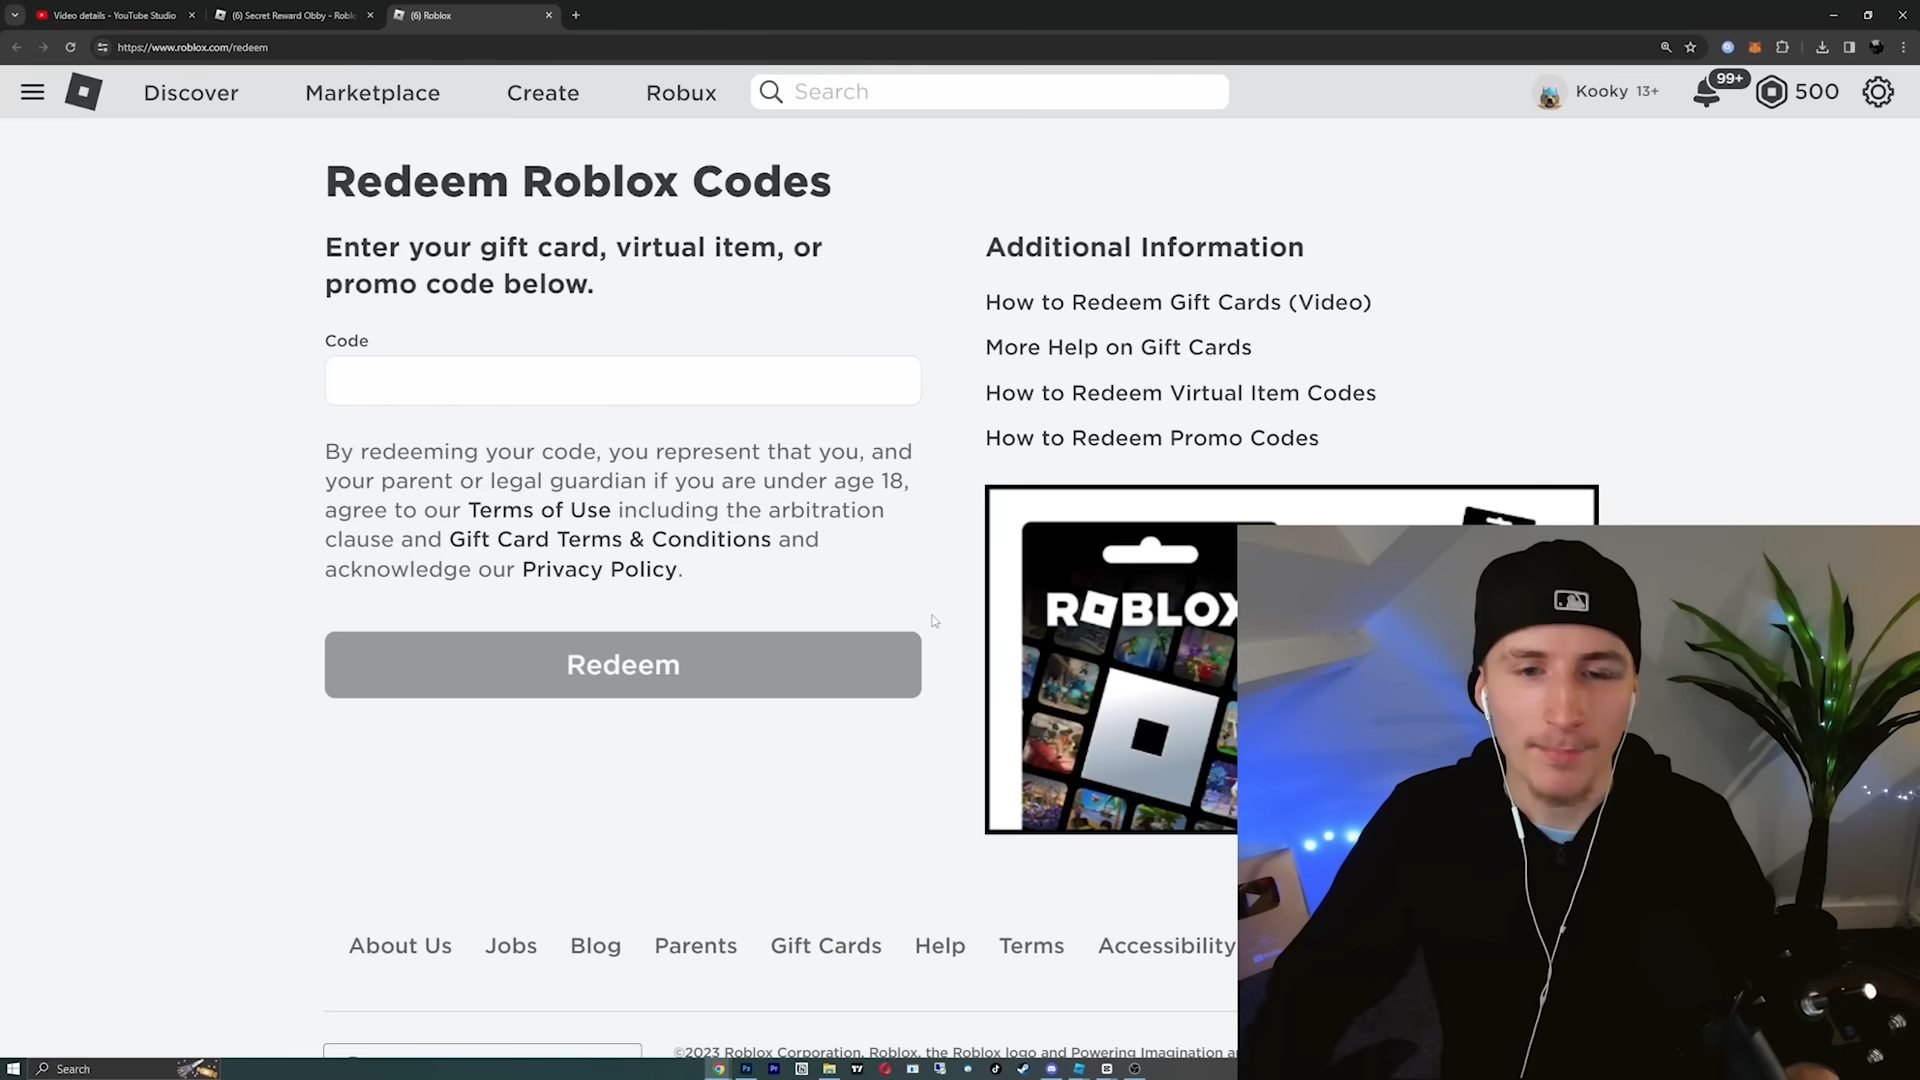 Video details - YouTube Studio
(6) Secret Reward Obby - Roblo
(6) Roblox
https://www.roblox.com/redeem
Discover
Marketplace
Create
Robux
Search
Kooky 13+
99+
500
Redeem Roblox Codes
Enter your gift card, virtual item, or
promo code below.
Code
By redeeming your code, you represent that you, and
your parent or legal guardian if you are under age 18,
agree to our Terms of Use including the arbitration
clause and Gift Card Terms & Conditions and
acknowledge our Privacy Policy.
Redeem
Additional Information
How to Redeem Gift Cards (Video)
More Help on Gift Cards
How to Redeem Virtual Item Codes
How to Redeem Promo Codes
ROBLOX
About Us
Jobs
Blog
Parents
Gift Cards
Help
Terms
Accessibility
©2023 Roblox Corporation. Roblox, the Roblox logo and Powering Imagination
Search